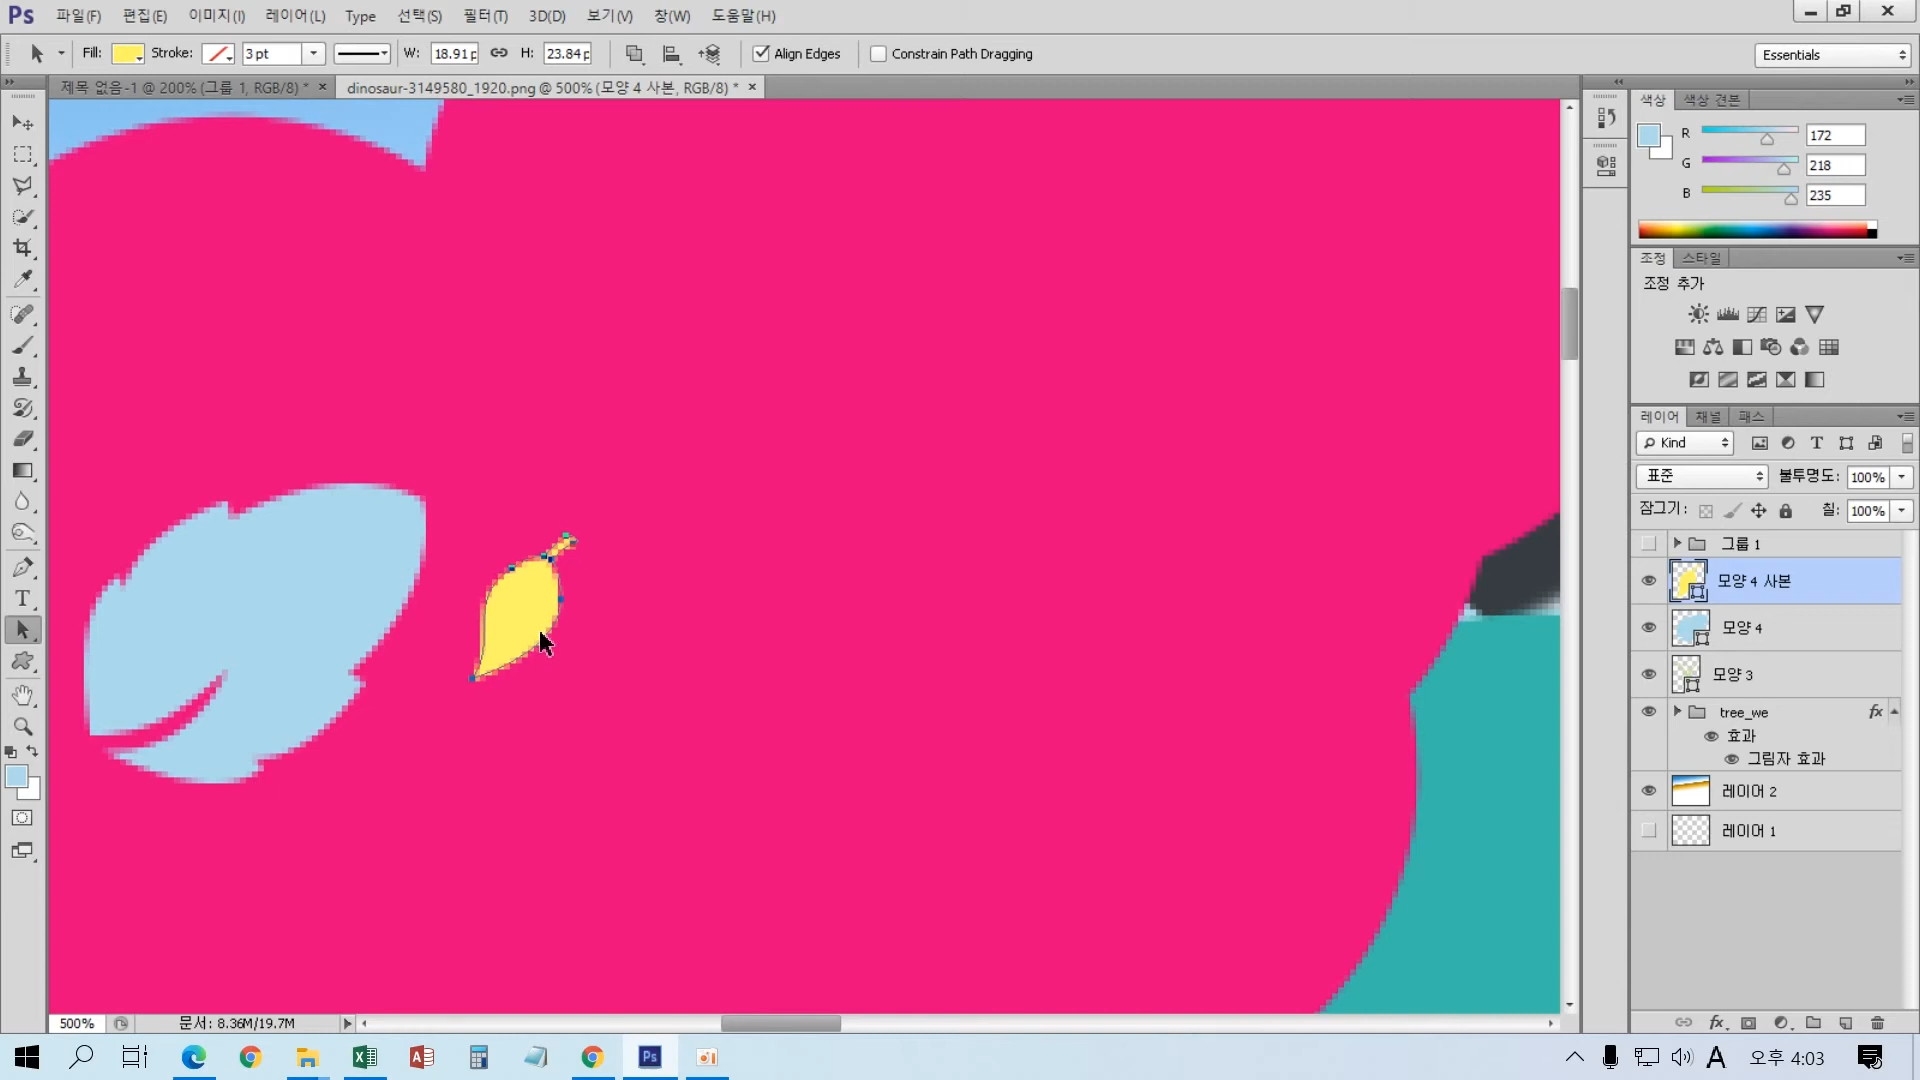 Ps 파일(F) 편집(E) 이미지(I) 레이어(L) Type 선택(S) 필터(T) 3D(D) 보기(V) 창(W) 도움말(H)
Fill: Stroke: 3 pt W: 18.91 p H: 23.84 p Align Edges Constrain Path Dragging Essentials
제목 없음-1 @ 200% (그룹 1, RGB/8) * × dinosaur-3149580_1920.png @ 500% (모양 4 사본, RGB/8) * ×
색상 색상 견본
R 172
G 218
B 235
조정 스타일
조정 추가
레이어 채널 패스
Kind
표준 불투명도: 100%
잠그기: 칠: 100%
그룹 1
모양 4 사본
모양 4
모양 3
tree_we fx
효과
그림자 효과
레이어 2
레이어 1
500% 문서: 8.36M/19.7M
fx
Ps A 오후 4:03